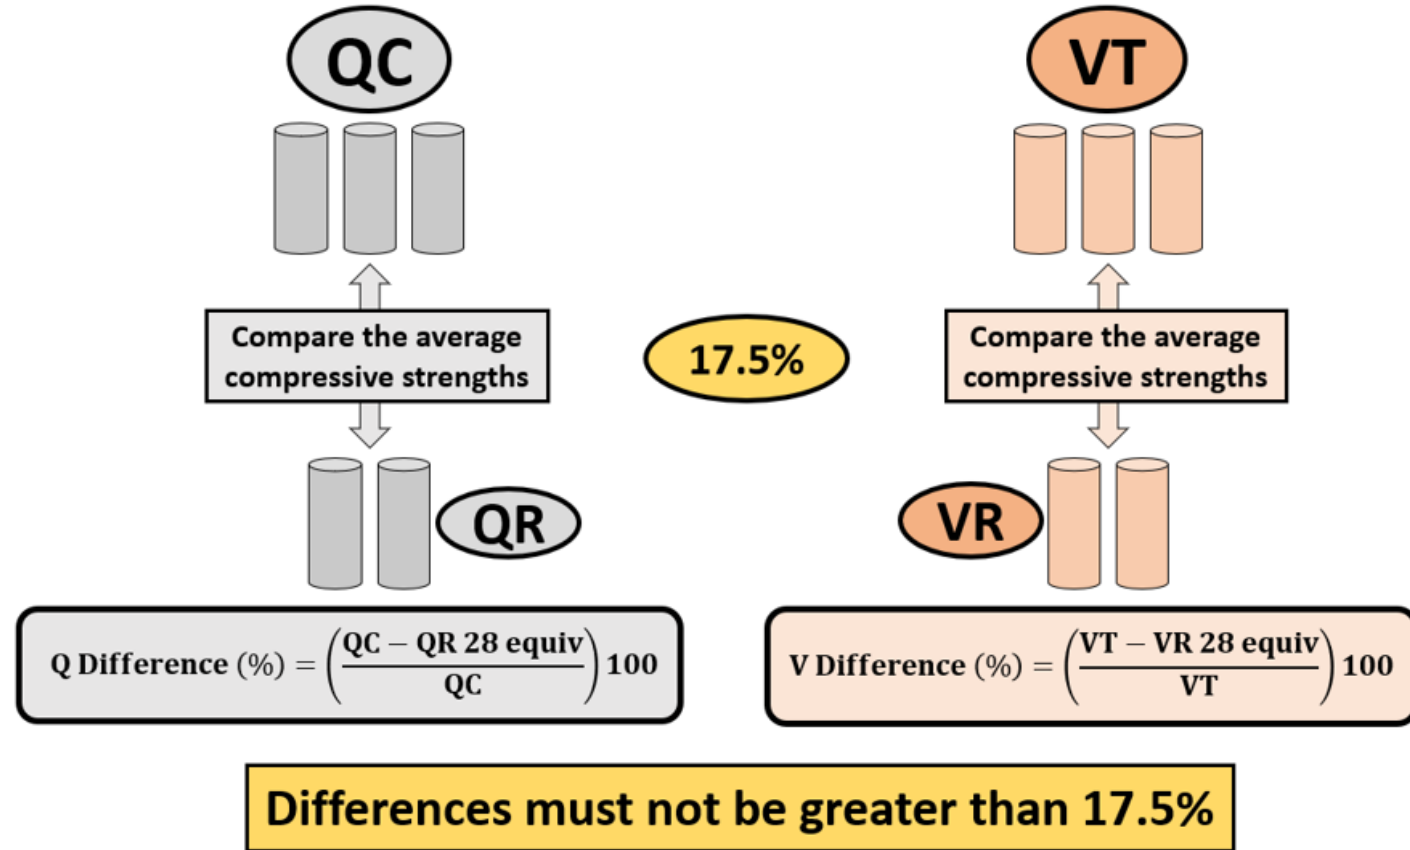 QC
VT
Compare the average
compressive strengths
17.5%
Compare the average
compressive strengths
QR
VR
Q Difference (%) = (QC − QR 28 equiv / QC) 100
V Difference (%) = (VT − VR 28 equiv / VT) 100
Differences must not be greater than 17.5%